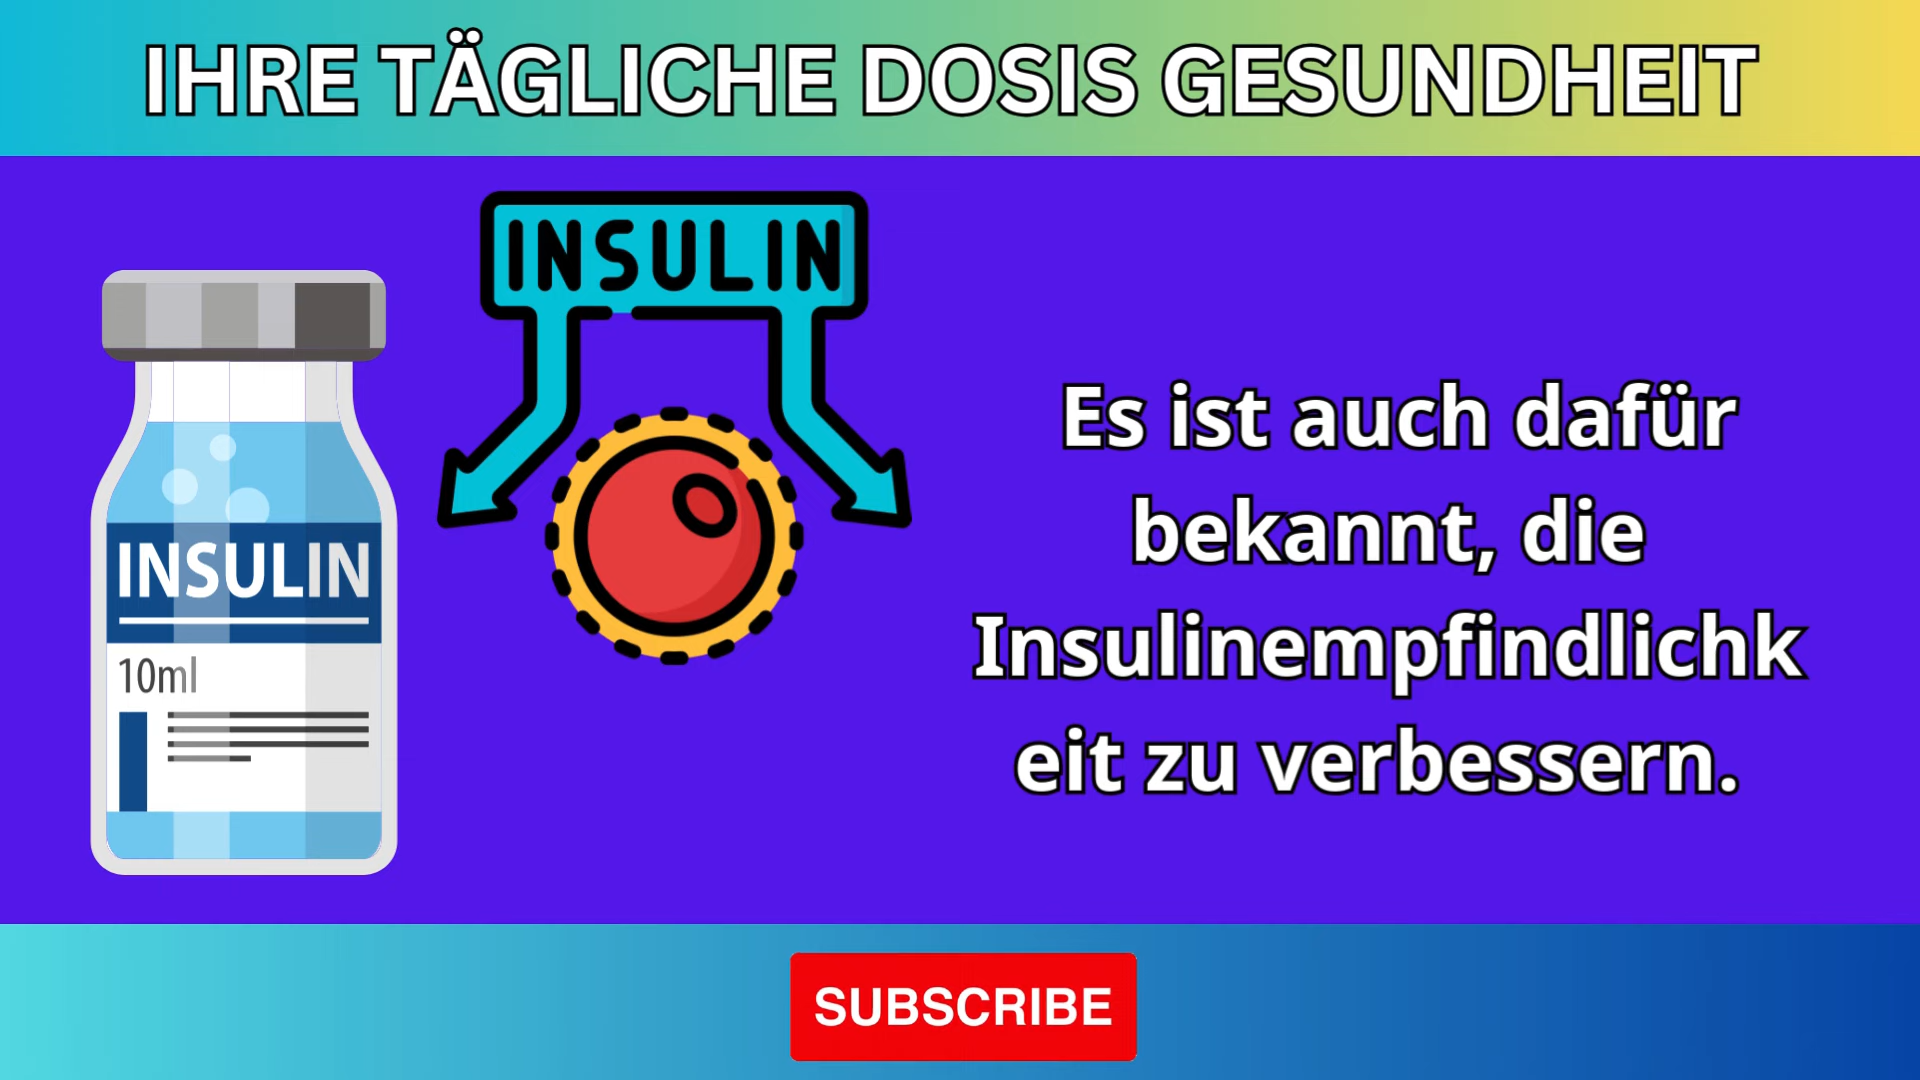 IHRE TÄGLICHE DOSIS GESUNDHEIT
INSULIN
INSULIN
10ml
Es ist auch dafür
bekannt, die
Insulinempfindlichk
eit zu verbessern.
SUBSCRIBE